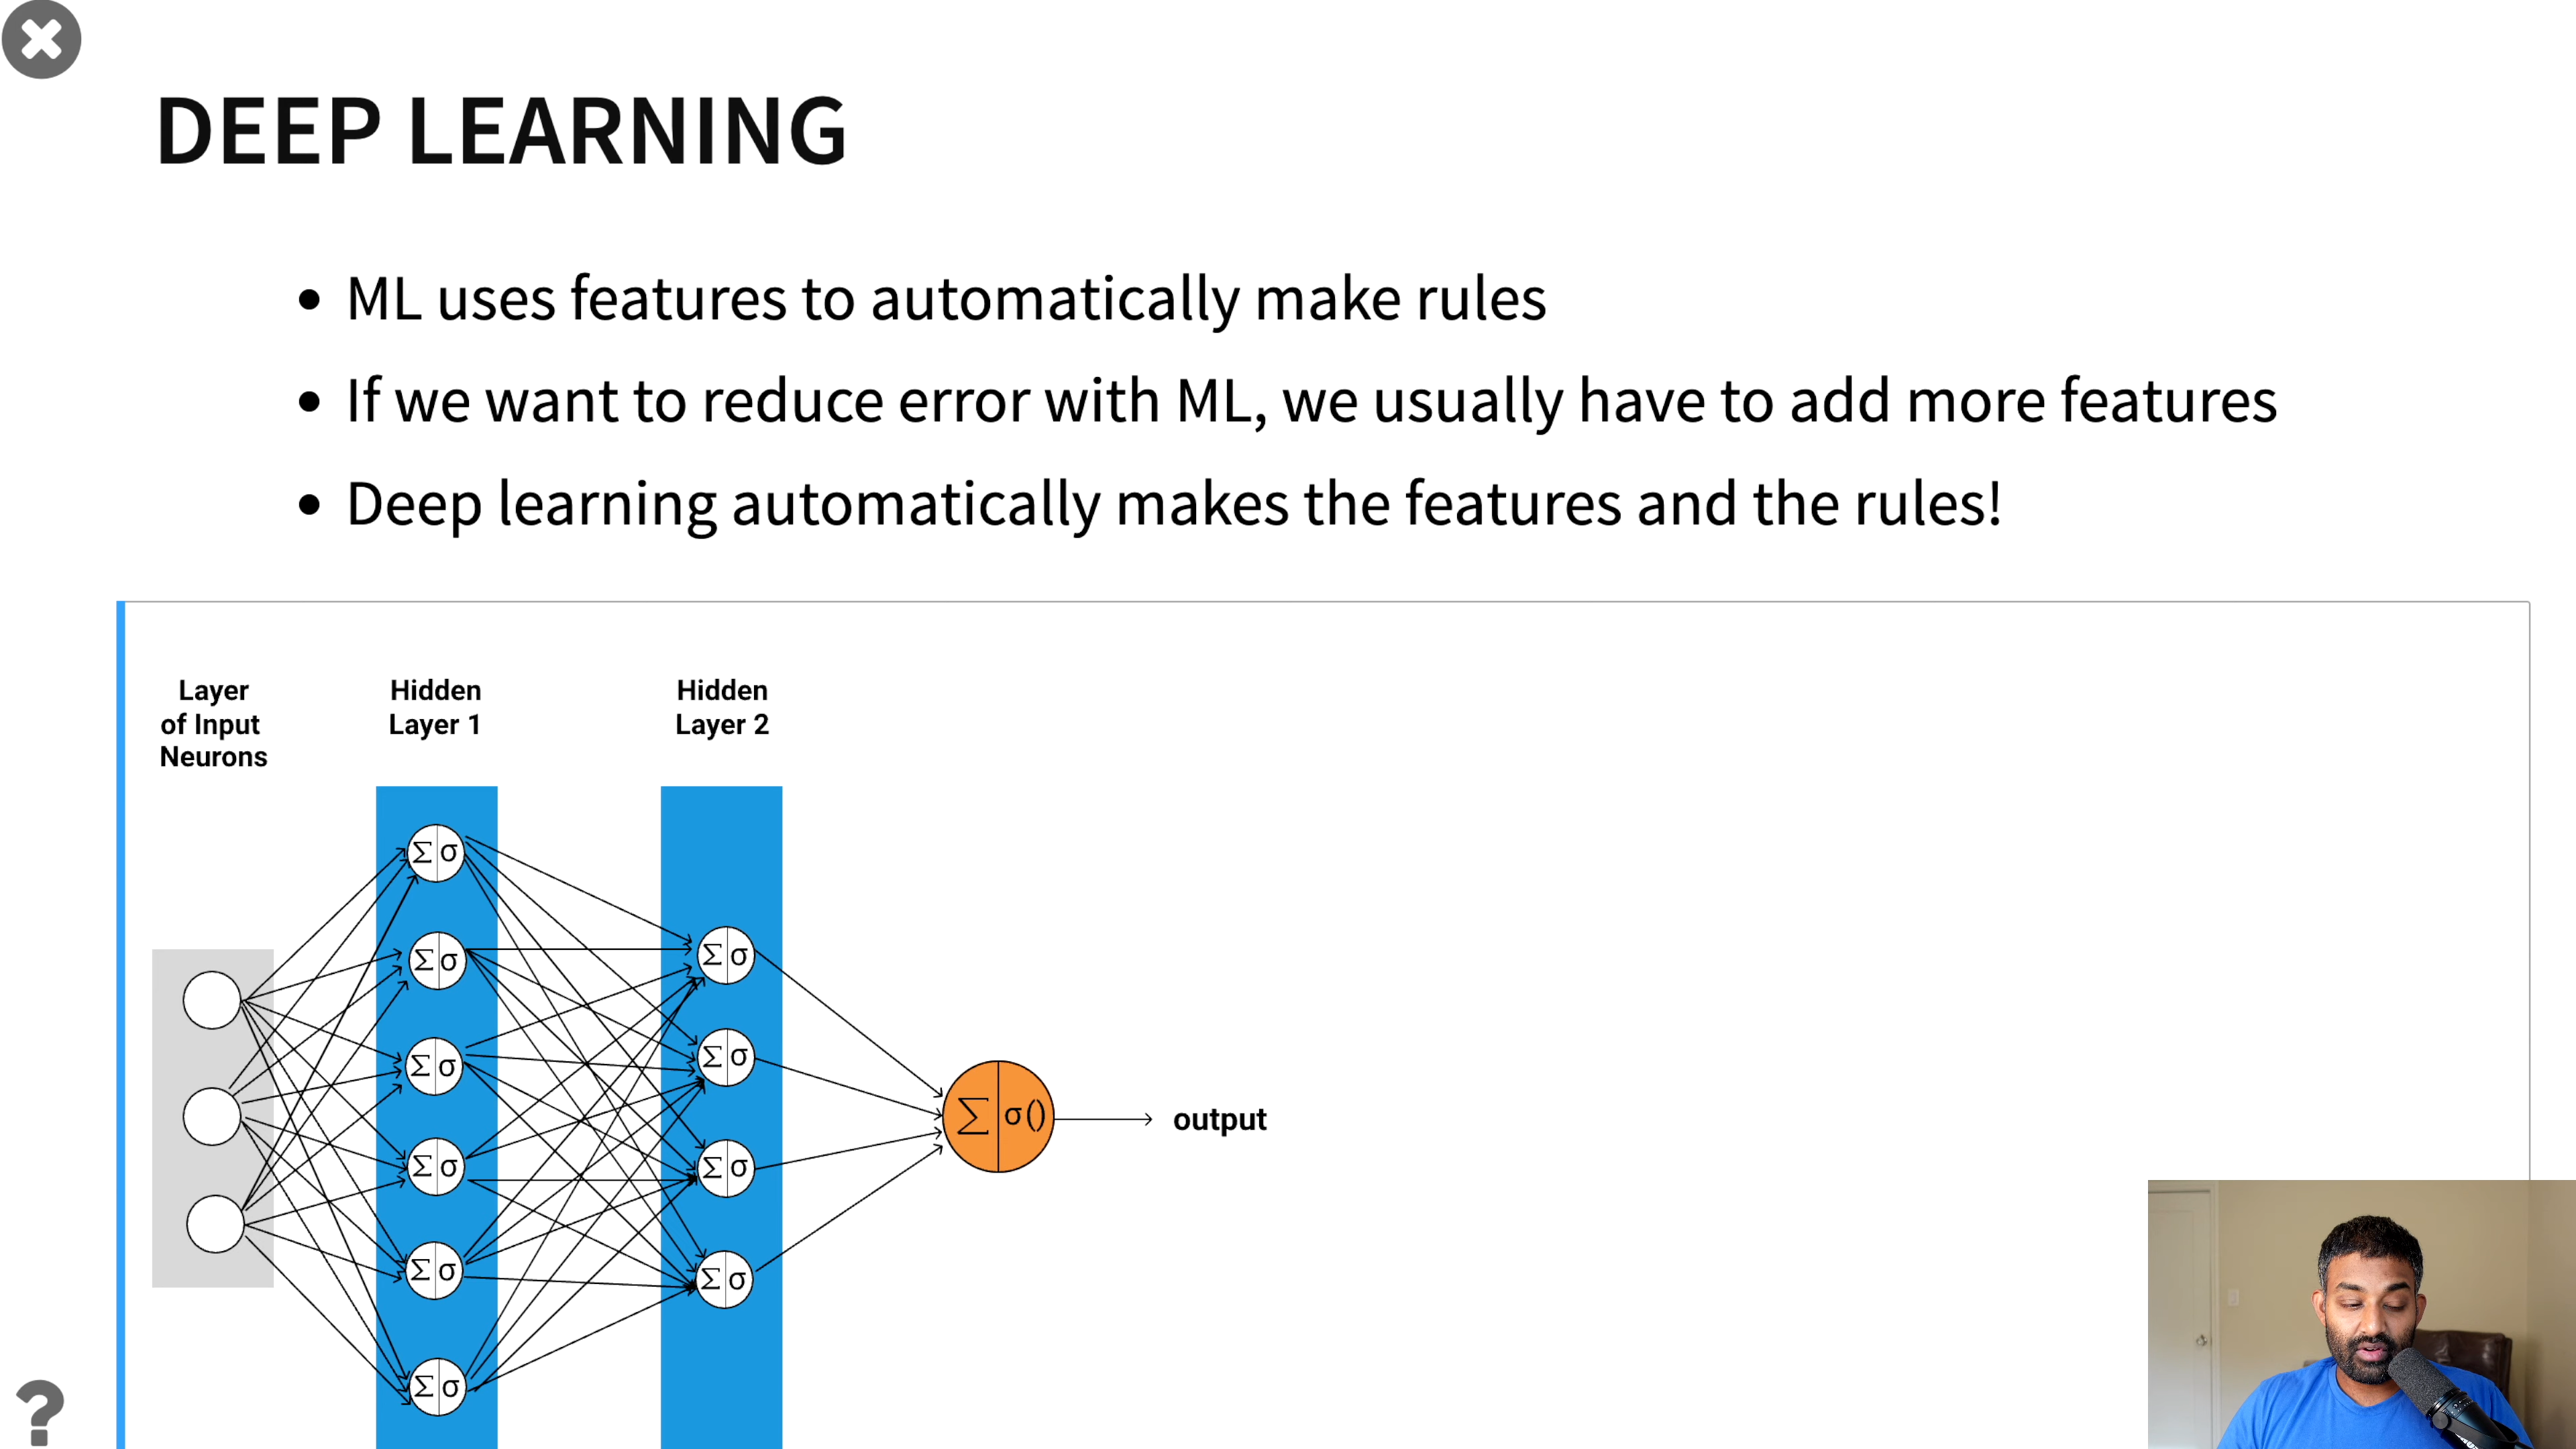 DEEP LEARNING
• ML uses features to automatically make rules
• If we want to reduce error with ML, we usually have to add more features
• Deep learning automatically makes the features and the rules!
Layer
of Input
Neurons
Hidden
Layer 1
Hidden
Layer 2
Σ σ
Σ σ
Σ σ
Σ σ
Σ σ
Σ σ
Σ σ
Σ σ
Σ σ
Σ σ
Σ σ()
output
?